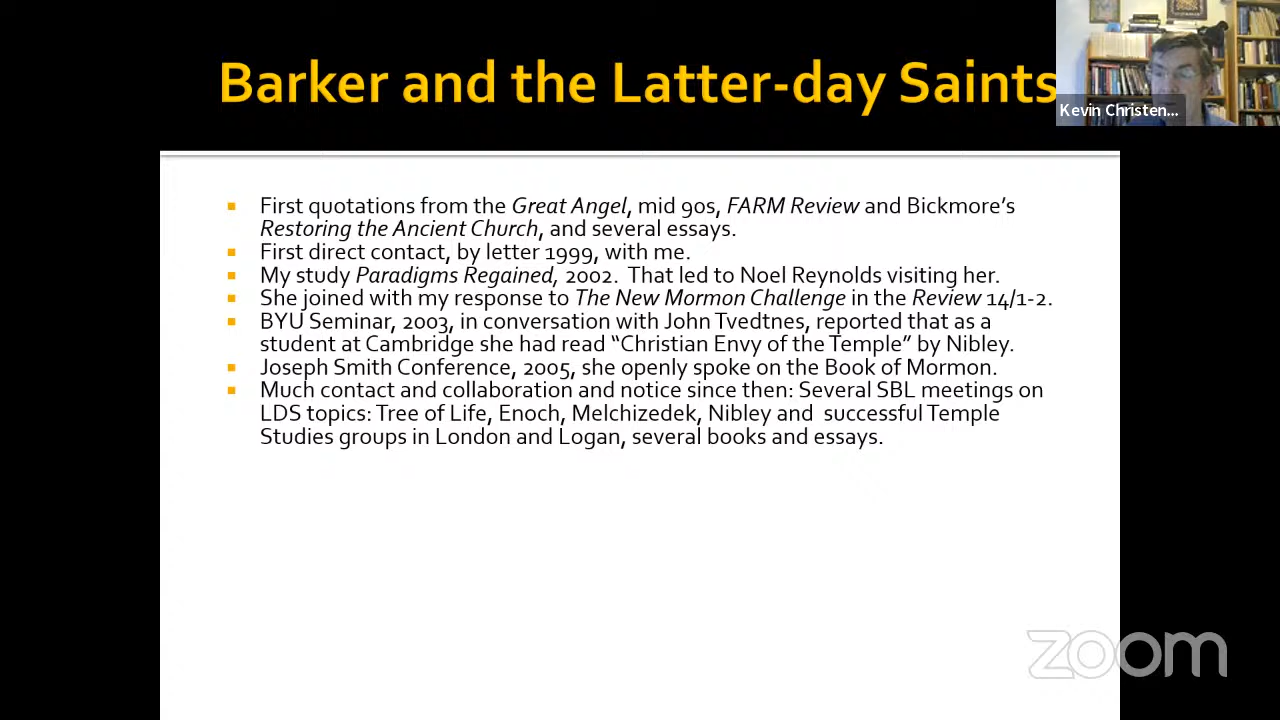 Barker and the Latter-day Saints
Kevin Christen...
▪ First quotations from the Great Angel, mid 90s, FARM Review and Bickmore's
Restoring the Ancient Church, and several essays.
▪ First direct contact, by letter 1999, with me.
▪ My study Paradigms Regained, 2002. That led to Noel Reynolds visiting her.
▪ She joined with my response to The New Mormon Challenge in the Review 14/1-2.
▪ BYU Seminar, 2003, in conversation with John Tvedtnes, reported that as a
student at Cambridge she had read "Christian Envy of the Temple" by Nibley.
▪ Joseph Smith Conference, 2005, she openly spoke on the Book of Mormon.
▪ Much contact and collaboration and notice since then: Several SBL meetings on
LDS topics: Tree of Life, Enoch, Melchizedek, Nibley and successful Temple
Studies groups in London and Logan, several books and essays.
zoom